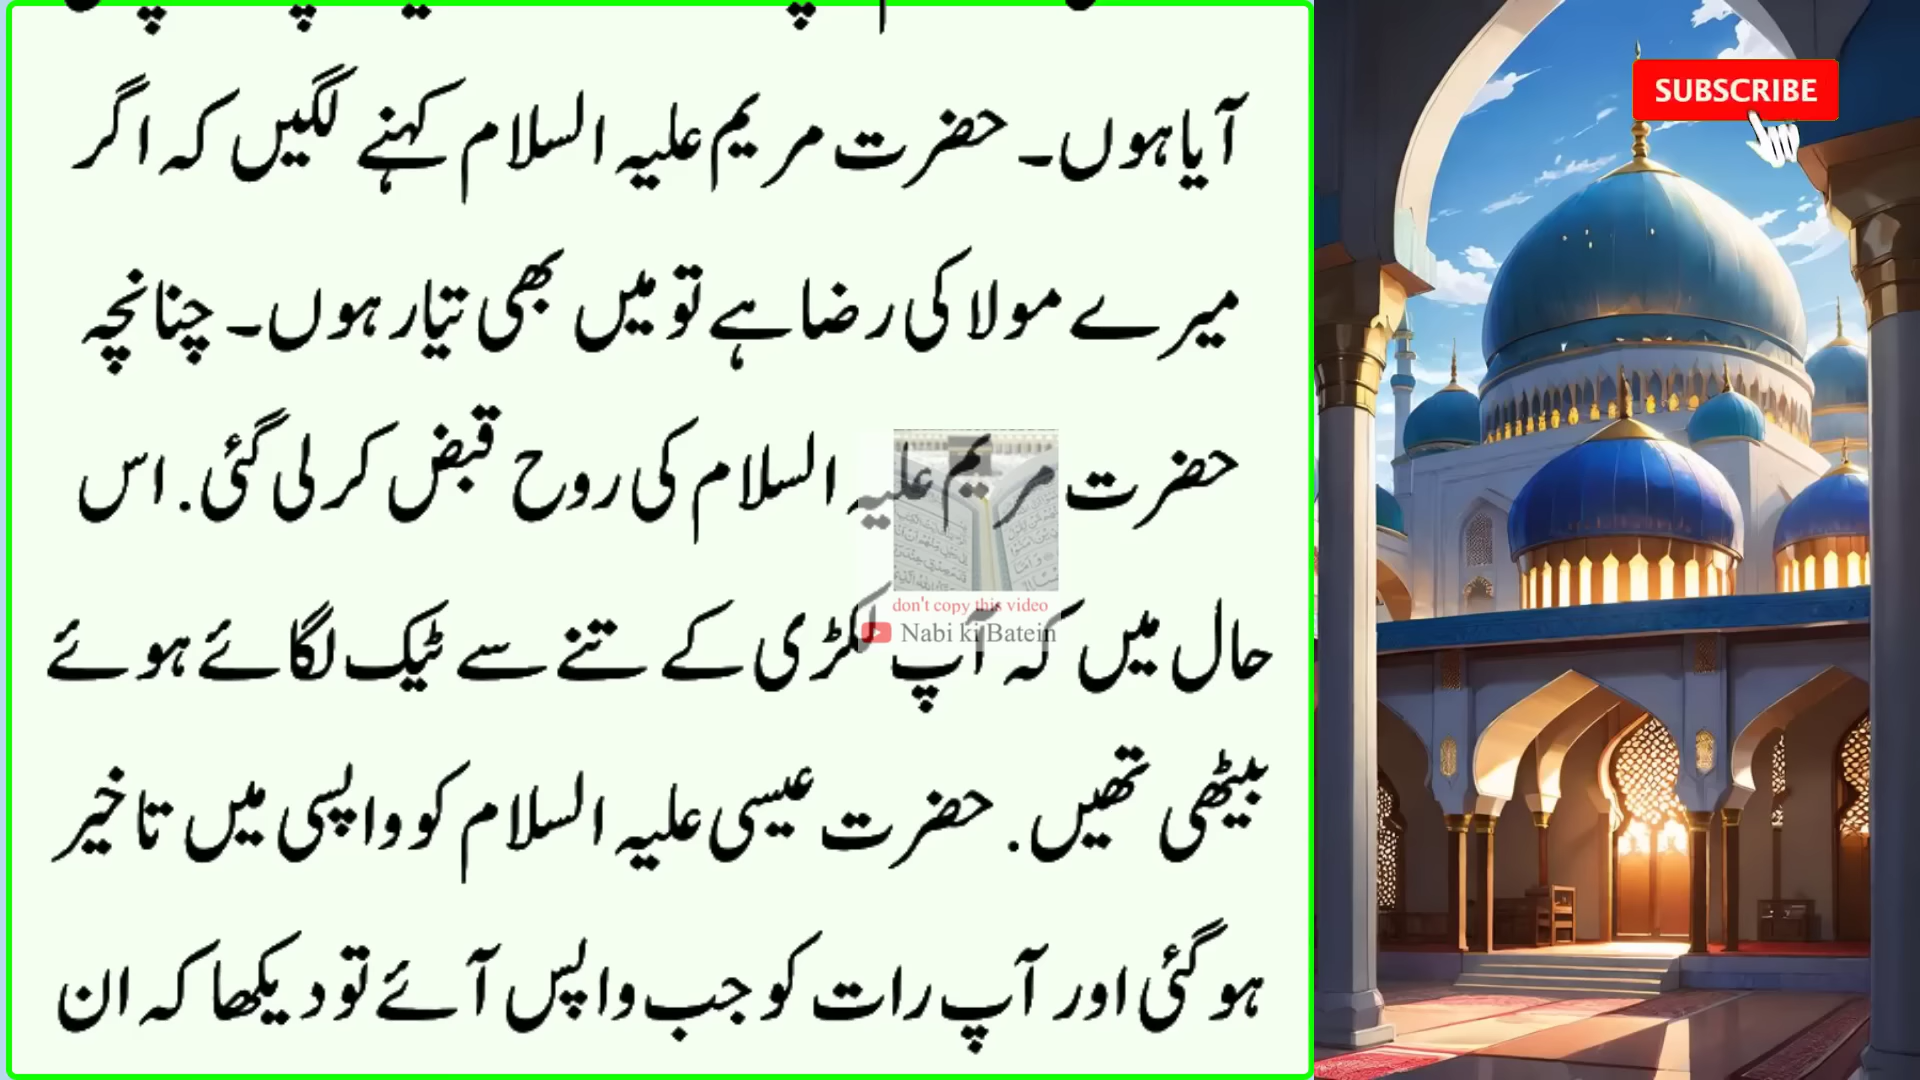 آیا ہوں۔ حضرت مریم علیہ السلام کہنے لگیں کہ اگر
میرے مولا کی رضا ہے تو میں بھی تیار ہوں۔ چنانچہ
حضرت مریم علیہ السلام کی روح قبض کر لی گئی. اس
حال میں کہ آپ لکڑی کے تنے سے ٹیک لگائے ہوئے
بیٹھی تھیں. حضرت عیسی علیہ السلام کو واپسی میں تاخیر
ہو گئی اور آپ رات کو جب واپس آئے تو دیکھا کہ ان
don't copy this video
Nabi ki Batein
SUBSCRIBE